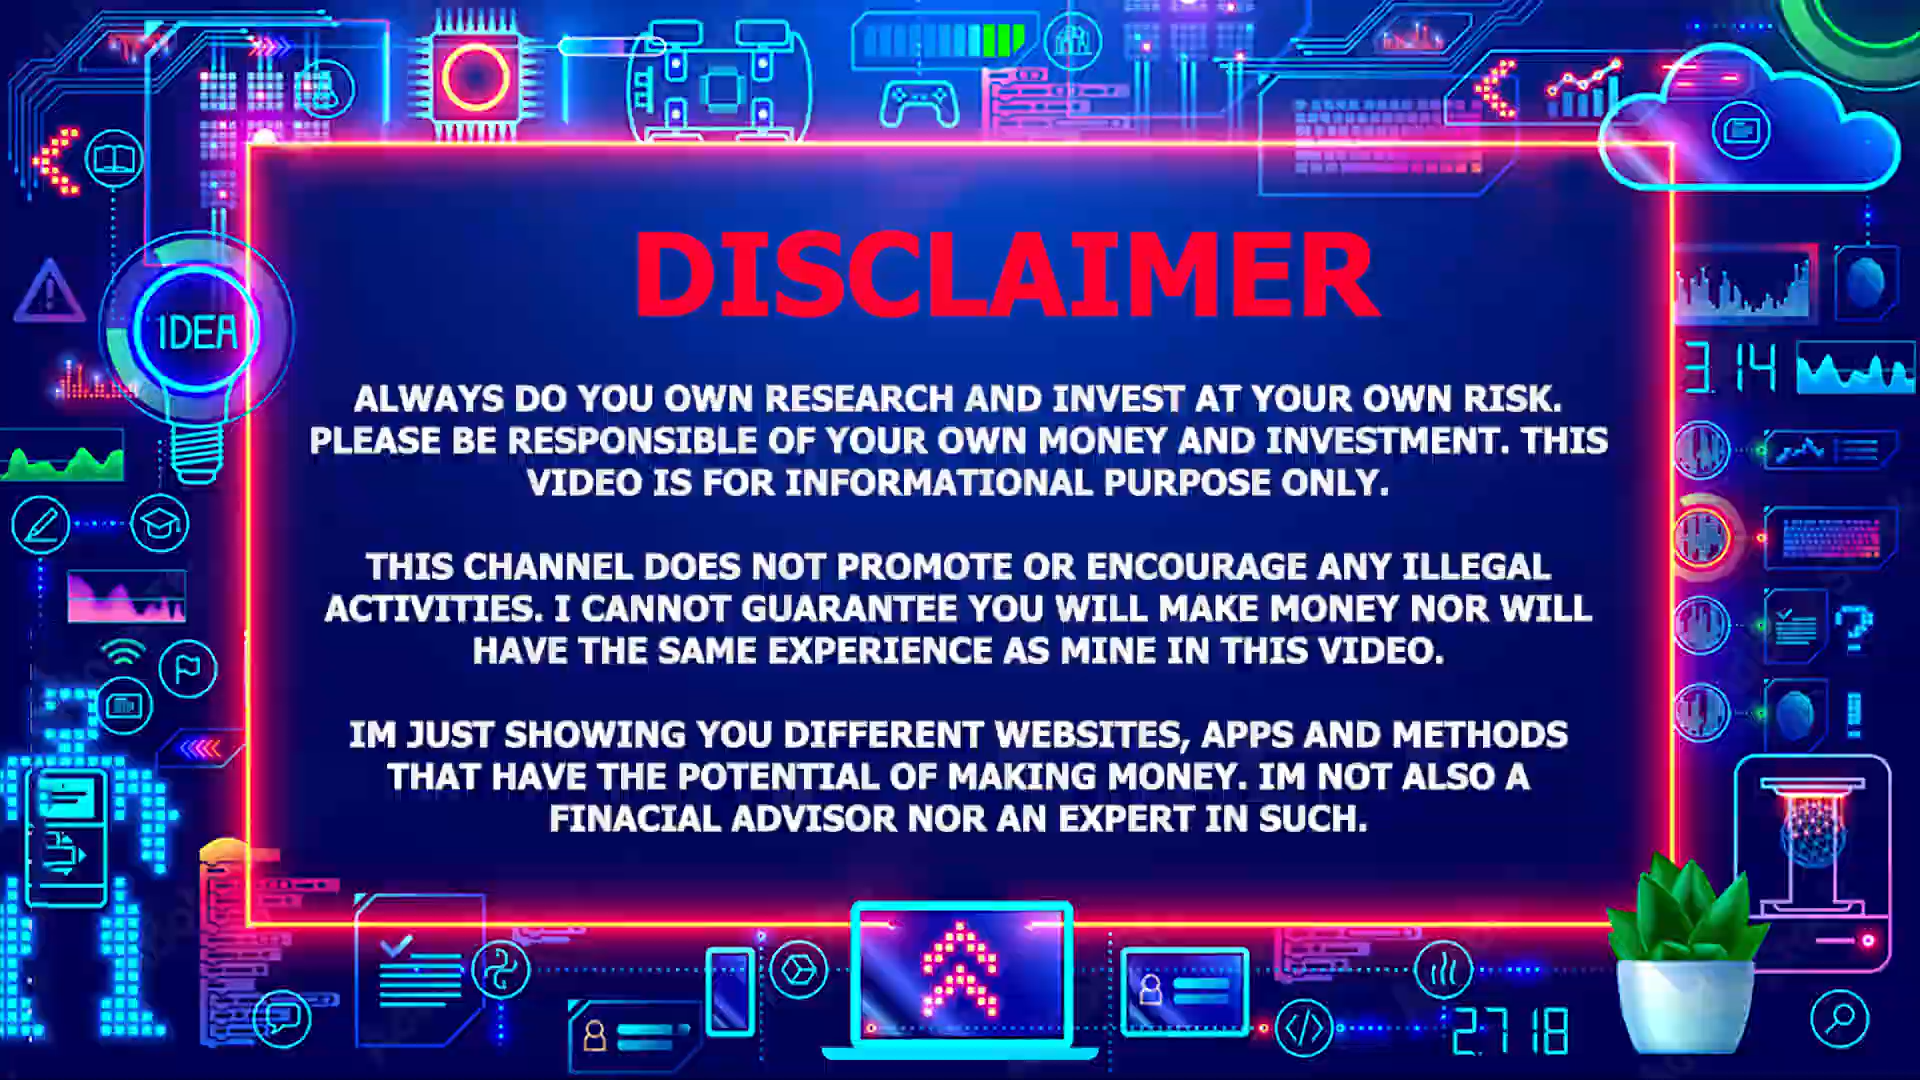 DISCLAIMER
IDEA
3.14
ALWAYS DO YOU OWN RESEARCH AND INVEST AT YOUR OWN RISK.
PLEASE BE RESPONSIBLE OF YOUR OWN MONEY AND INVESTMENT. THIS
VIDEO IS FOR INFORMATIONAL PURPOSE ONLY.
THIS CHANNEL DOES NOT PROMOTE OR ENCOURAGE ANY ILLEGAL
ACTIVITIES. I CANNOT GUARANTEE YOU WILL MAKE MONEY NOR WILL
HAVE THE SAME EXPERIENCE AS MINE IN THIS VIDEO.
IM JUST SHOWING YOU DIFFERENT WEBSITES, APPS AND METHODS
THAT HAVE THE POTENTIAL OF MAKING MONEY. IM NOT ALSO A
FINACIAL ADVISOR NOR AN EXPERT IN SUCH.
2.718